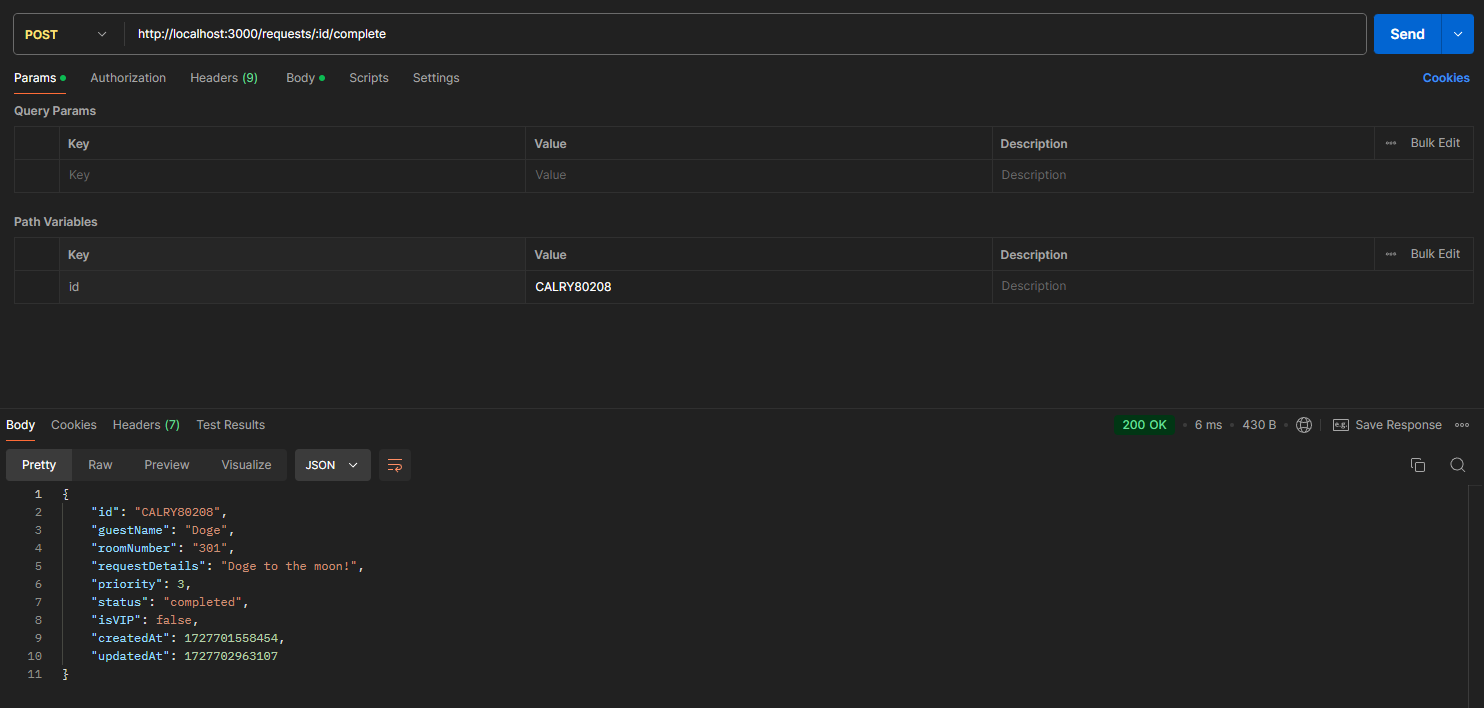 POST http://localhost:3000/requests/:id/complete Send
Params Authorization Headers (9) Body Scripts Settings Cookies
Query Params
Key Value Description ••• Bulk Edit
Key Value Description
Path Variables
Key Value Description ••• Bulk Edit
id CALRY80208 Description
Body Cookies Headers (7) Test Results 200 OK • 6 ms • 430 B • e.g. Save Response
Pretty Raw Preview Visualize JSON
1 {
2 "id": "CALRY80208",
3 "guestName": "Doge",
4 "roomNumber": "301",
5 "requestDetails": "Doge to the moon!",
6 "priority": 3,
7 "status": "completed",
8 "isVIP": false,
9 "createdAt": 1727701558454,
10 "updatedAt": 1727702963107
11 }